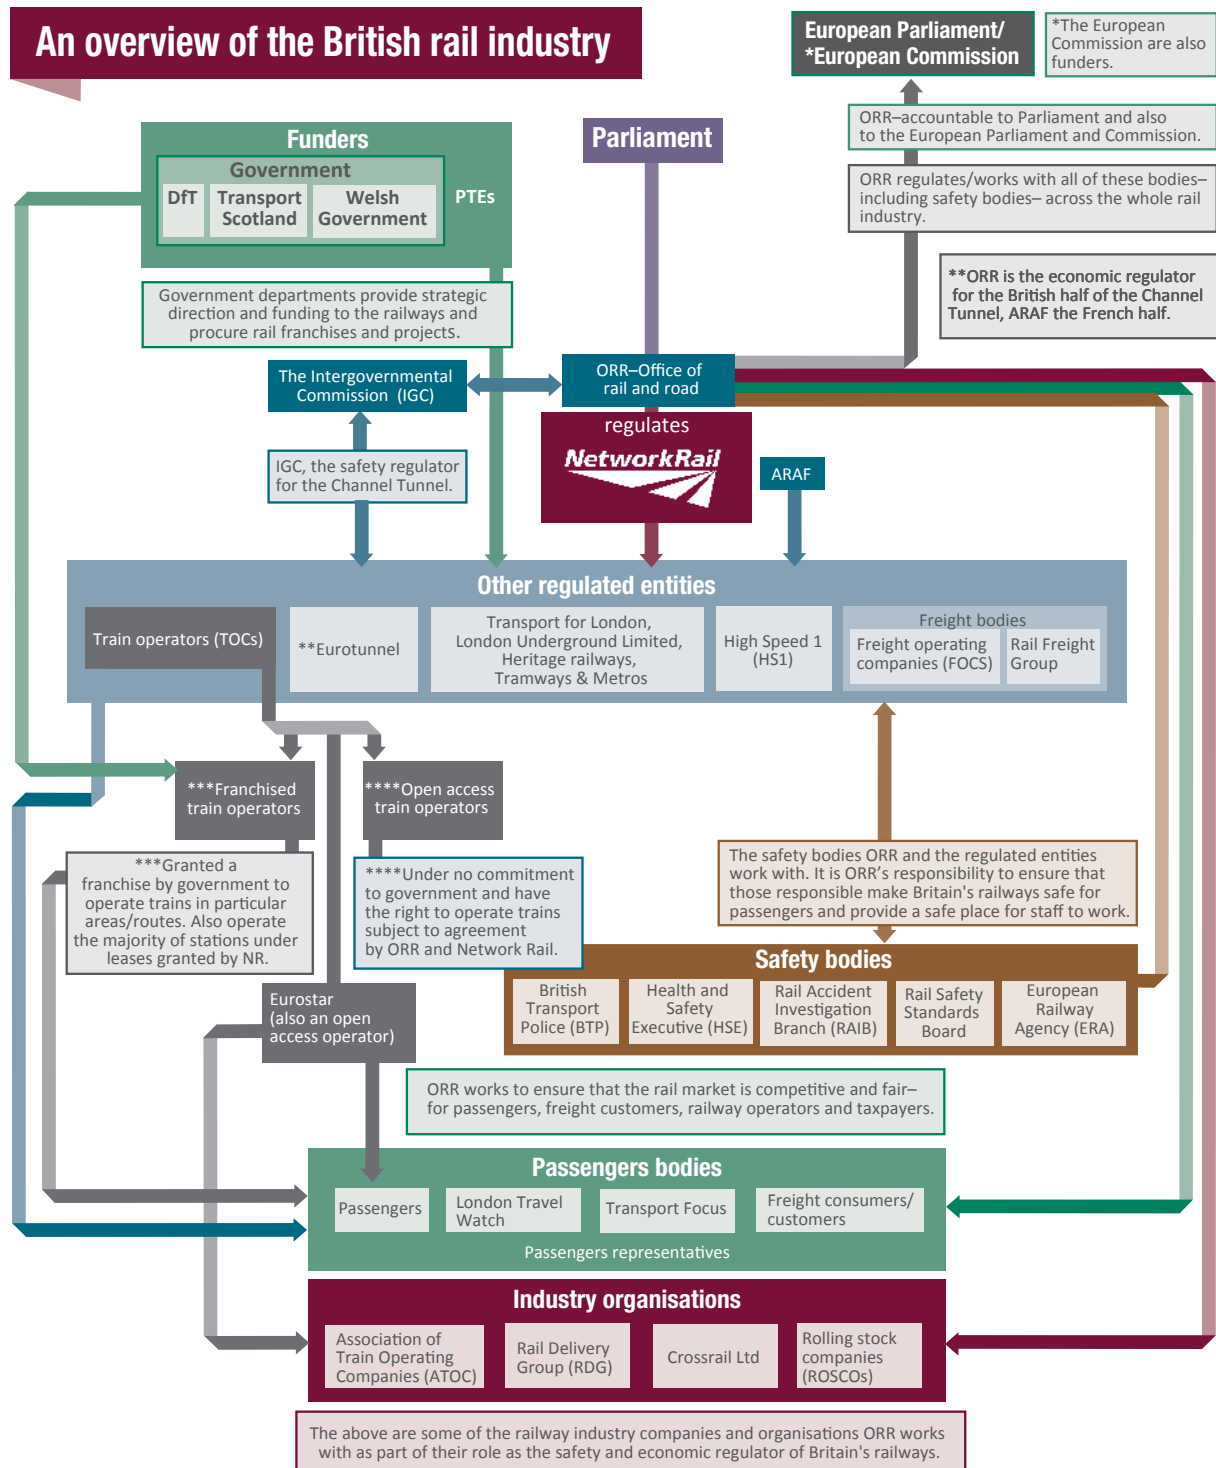 An overview of the British rail industry
European Parliament/
*European Commission
*The European
Commission are also
funders.
ORR–accountable to Parliament and also
to the European Parliament and Commission.
ORR regulates/works with all of these bodies–
including safety bodies– across the whole rail
industry.
**ORR is the economic regulator
for the British half of the Channel
Tunnel, ARAF the French half.
Funders
Government
DfT
Transport
Scotland
Welsh
Government
PTEs
Parliament
Government departments provide strategic
direction and funding to the railways and
procure rail franchises and projects.
The Intergovernmental
Commission (IGC)
ORR–Office of
rail and road
regulates
NetworkRail
IGC, the safety regulator
for the Channel Tunnel.
ARAF
Other regulated entities
Train operators (TOCs)
**Eurotunnel
Transport for London,
London Underground Limited,
Heritage railways,
Tramways & Metros
High Speed 1
(HS1)
Freight bodies
Freight operating
companies (FOCS)
Rail Freight
Group
***Franchised
train operators
****Open access
train operators
***Granted a
franchise by government to
operate trains in particular
areas/routes. Also operate
the majority of stations under
leases granted by NR.
****Under no commitment
to government and have
the right to operate trains
subject to agreement
by ORR and Network Rail.
The safety bodies ORR and the regulated entities
work with. It is ORR’s responsibility to ensure that
those responsible make Britain's railways safe for
passengers and provide a safe place for staff to work.
Safety bodies
British
Transport
Police (BTP)
Health and
Safety
Executive (HSE)
Rail Accident
Investigation
Branch (RAIB)
Rail Safety
Standards
Board
European
Railway
Agency (ERA)
Eurostar
(also an open
access operator)
ORR works to ensure that the rail market is competitive and fair–
for passengers, freight customers, railway operators and taxpayers.
Passengers bodies
Passengers
London Travel
Watch
Transport Focus
Freight consumers/
customers
Passengers representatives
Industry organisations
Association of
Train Operating
Companies (ATOC)
Rail Delivery
Group (RDG)
Crossrail Ltd
Rolling stock
companies
(ROSCOs)
The above are some of the railway industry companies and organisations ORR works
with as part of their role as the safety and economic regulator of Britain's railways.